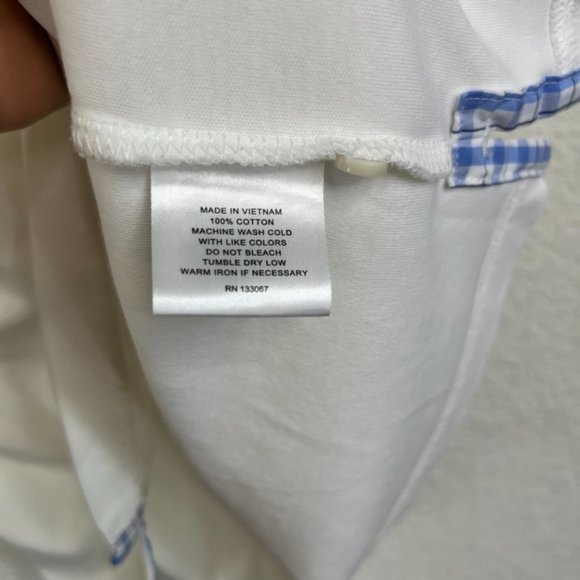 MADE IN VIETNAM
100% COTTON
MACHINE WASH COLD
WITH LIKE COLORS
DO NOT BLEACH
TUMBLE DRY LOW
WARM IRON IF NECESSARY
RN 133067